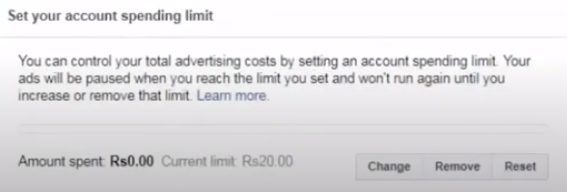 Set your account spending limit
You can control your total advertising costs by setting an account spending limit. Your
ads will be paused when you reach the limit you set and won't run again until you
increase or remove that limit. Learn more.
Amount spent: Rs0.00 Current limit: Rs20.00 Change Remove Reset